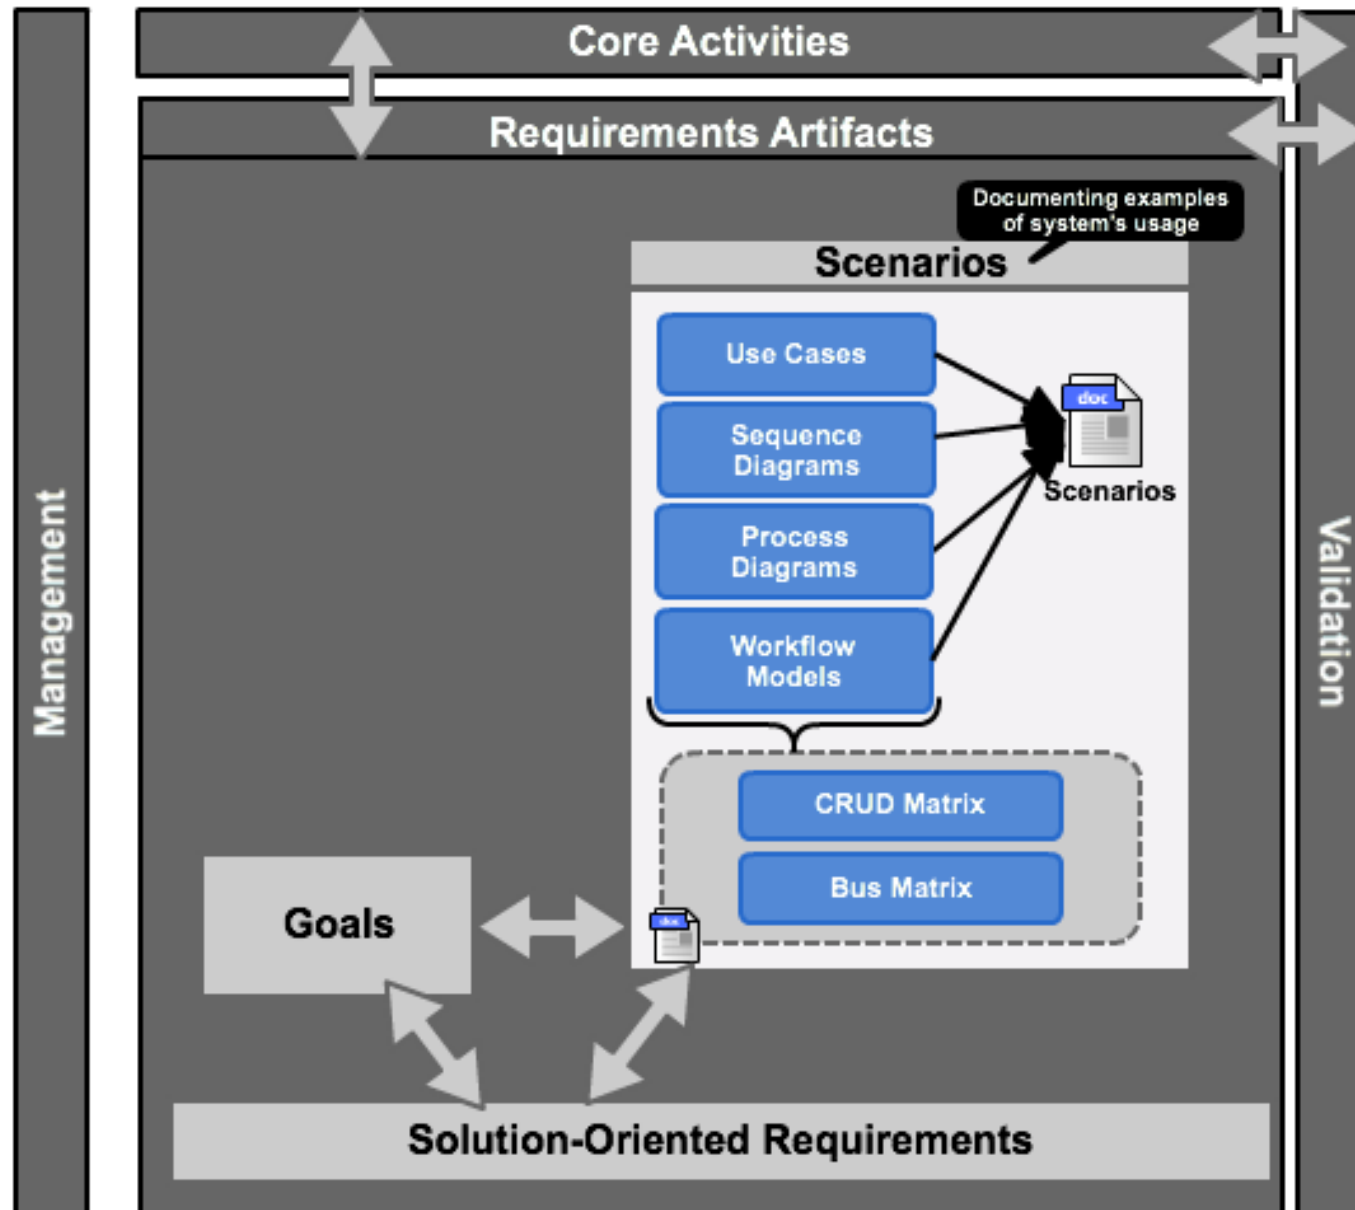 Core Activities
Requirements Artifacts
Documenting examples
of system's usage
Scenarios
Use Cases
doc
Sequence
Diagrams
Scenarios
Process
Diagrams
Workflow
Models
CRUD Matrix
Bus Matrix
doc
Goals
Solution-Oriented Requirements
Management
Validation